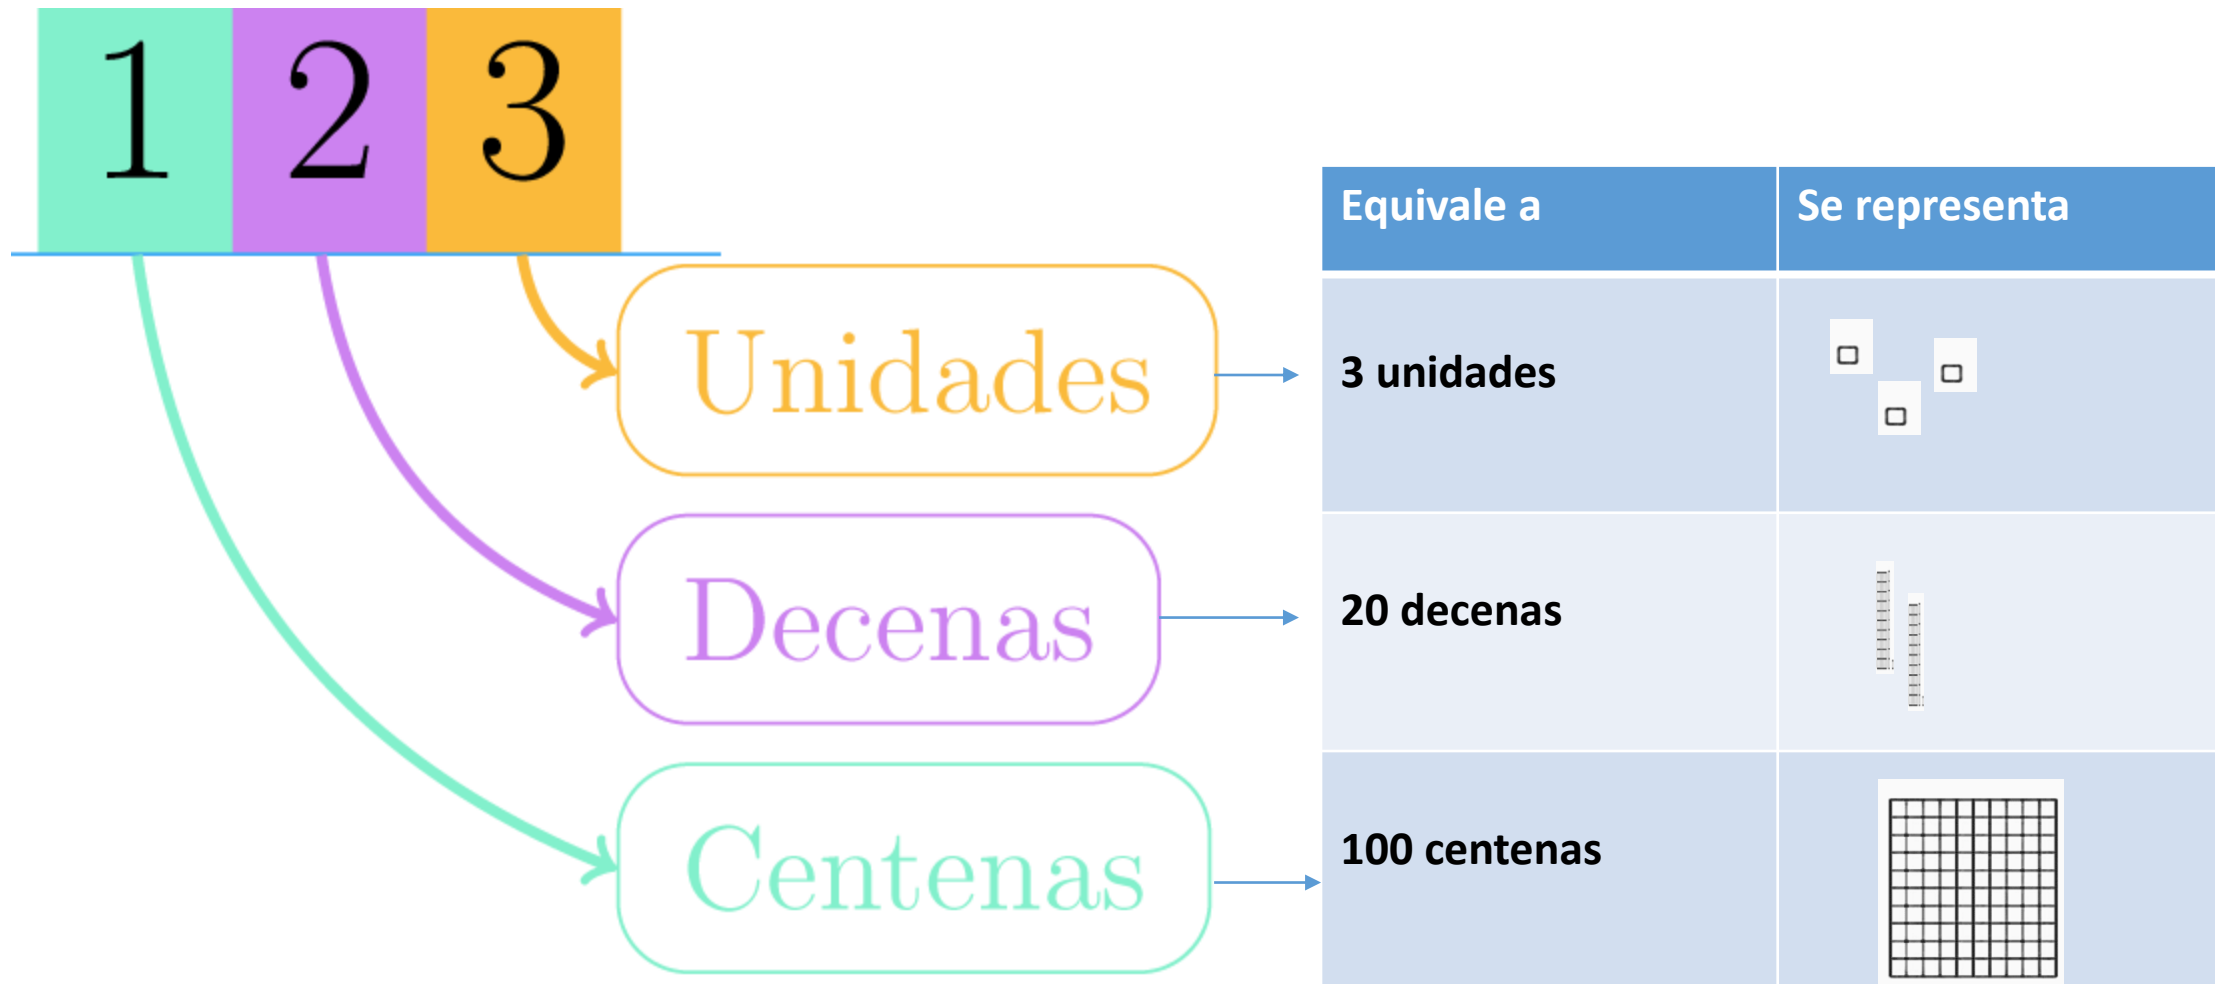 1 2 3
Unidades
Decenas
Centenas
Equivale a Se representa
3 unidades
20 decenas
100 centenas